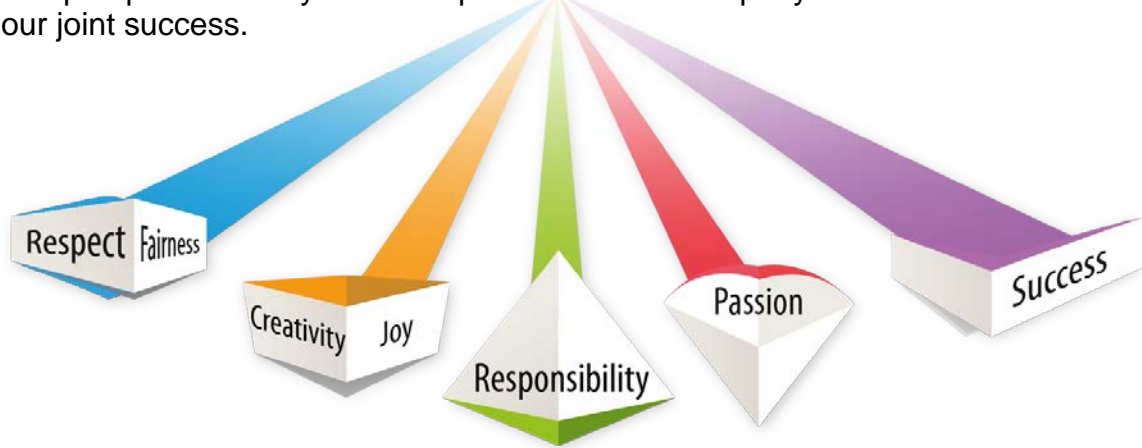 our joint success.
Respect Fairness
Creativity Joy
Responsibility
Passion
Success